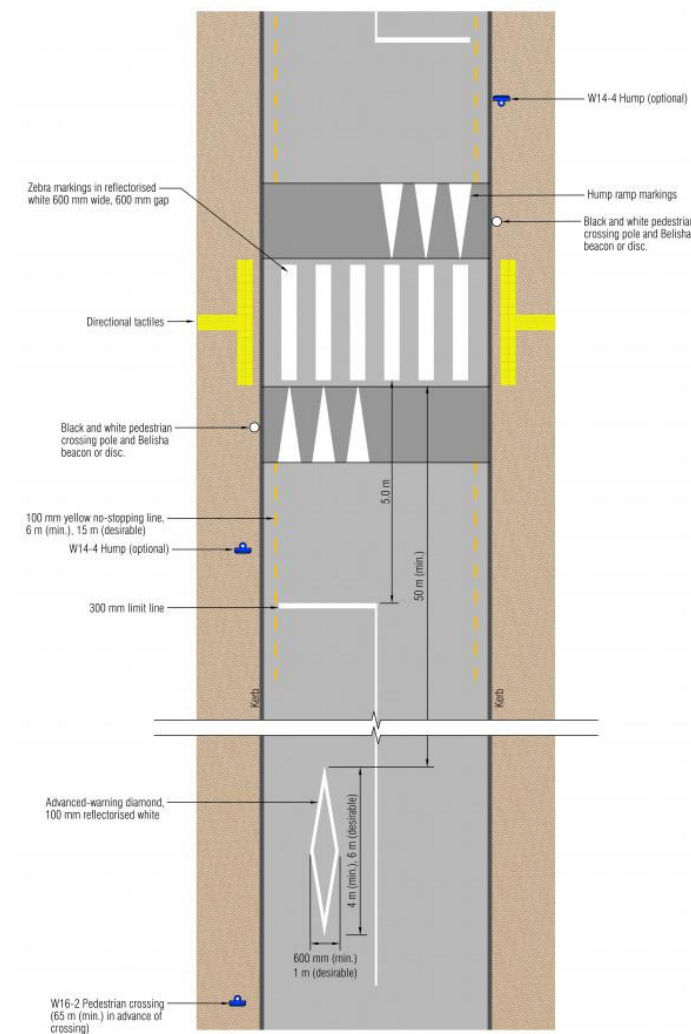 W14-4 Hump (optional)
Zebra markings in reflectorised
white 600 mm wide, 600 mm gap
Hump ramp markings
Black and white pedestrian
crossing pole and Belisha
beacon or disc.
Directional tactiles
Black and white pedestrian
crossing pole and Belisha
beacon or disc.
5.0 m
50 m (min.)
100 mm yellow no-stopping line,
6 m (min.), 15 m (desirable)
W14-4 Hump (optional)
300 mm limit line
Kerb
Kerb
Advanced-warning diamond,
100 mm reflectorised white
4 m (min.), 6 m (desirable)
600 mm (min.)
1 m (desirable)
W16-2 Pedestrian crossing
(65 m (min.) in advance of
crossing)